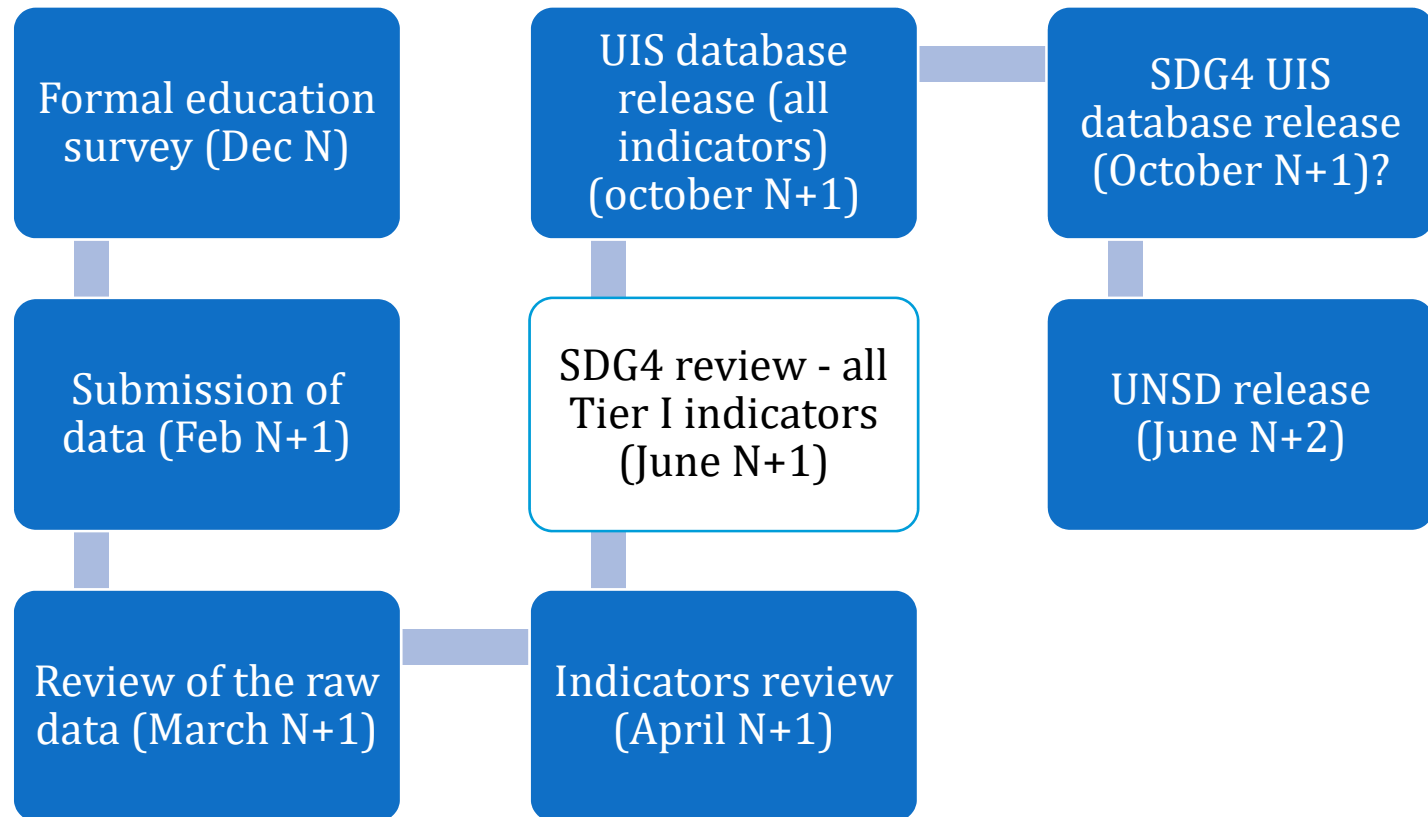 Formal education
survey (Dec N)
Submission of
data (Feb N+1)
Review of the raw
data (March N+1)
Indicators review
(April N+1)
SDG4 review - all
Tier I indicators
(June N+1)
UIS database
release (all
indicators)
(october N+1)
SDG4 UIS
database release
(October N+1)?
UNSD release
(June N+2)